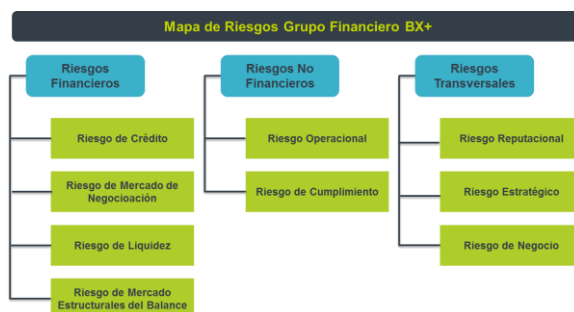 Mapa de Riesgos Grupo Financiero BX+
Riesgos
Financieros
Riesgo de Crédito
Riesgo de Mercado de
Negocioación
Riesgo de Liquidez
Riesgo de Mercado
Estructurales del Balance
Riesgos No
Financieros
Riesgo Operacional
Riesgo de Cumplimiento
Riesgos
Transversales
Riesgo Reputacional
Riesgo Estratégico
Riesgo de Negocio